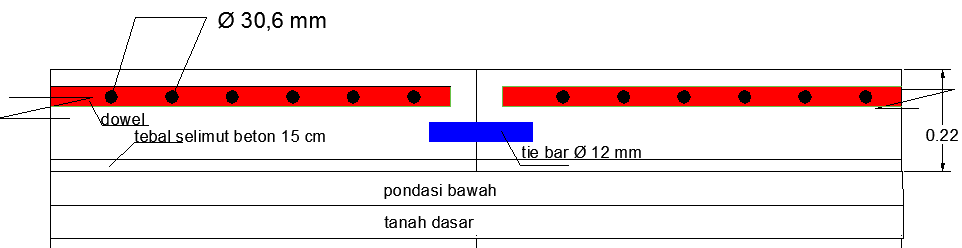 Ø 30,6 mm
dowel
tebal selimut beton 15 cm
0.22
tie bar Ø 12 mm
pondasi bawah
tanah dasar